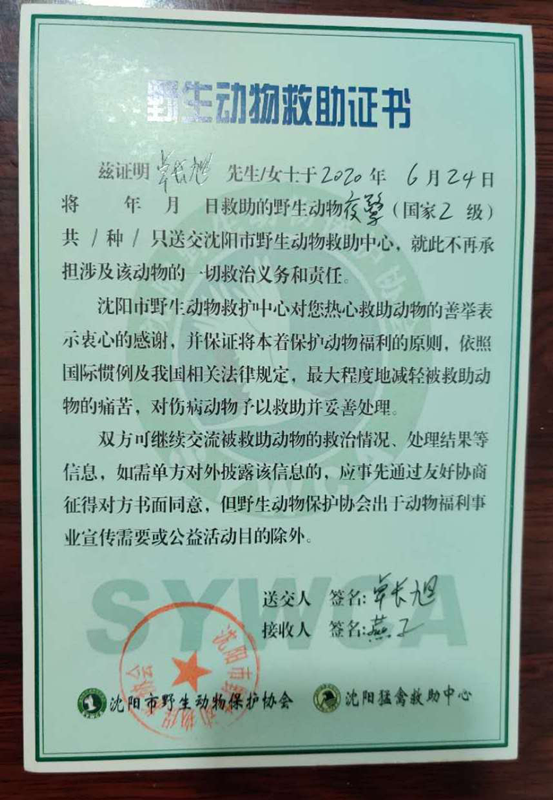 野生动物救助证书
兹证明 单长旭 先生/女士于2020年 6月24日
将 年 月 日救助的野生动物夜鹭（国家2级）
共1种1只送交沈阳市野生动物救助中心，就此不再承
担涉及该动物的一切救治义务和责任。
沈阳市野生动物救护中心对您热心救助动物的善举表
示衷心的感谢，并保证将本着保护动物福利的原则，依照
国际惯例及我国相关法律规定，最大程度地减轻被救助动
物的痛苦，对伤病动物予以救助并妥善处理。
双方可继续交流被救助动物的救治情况、处理结果等
信息，如需单方对外披露该信息的，应事先通过友好协商
征得对方书面同意，但野生动物保护协会出于动物福利事
业宣传需要或公益活动目的除外。
SYWCA
送交人 签名:单长旭
接收人 签名:燕工
沈阳市野生动物保护协会 沈阳猛禽救助中心